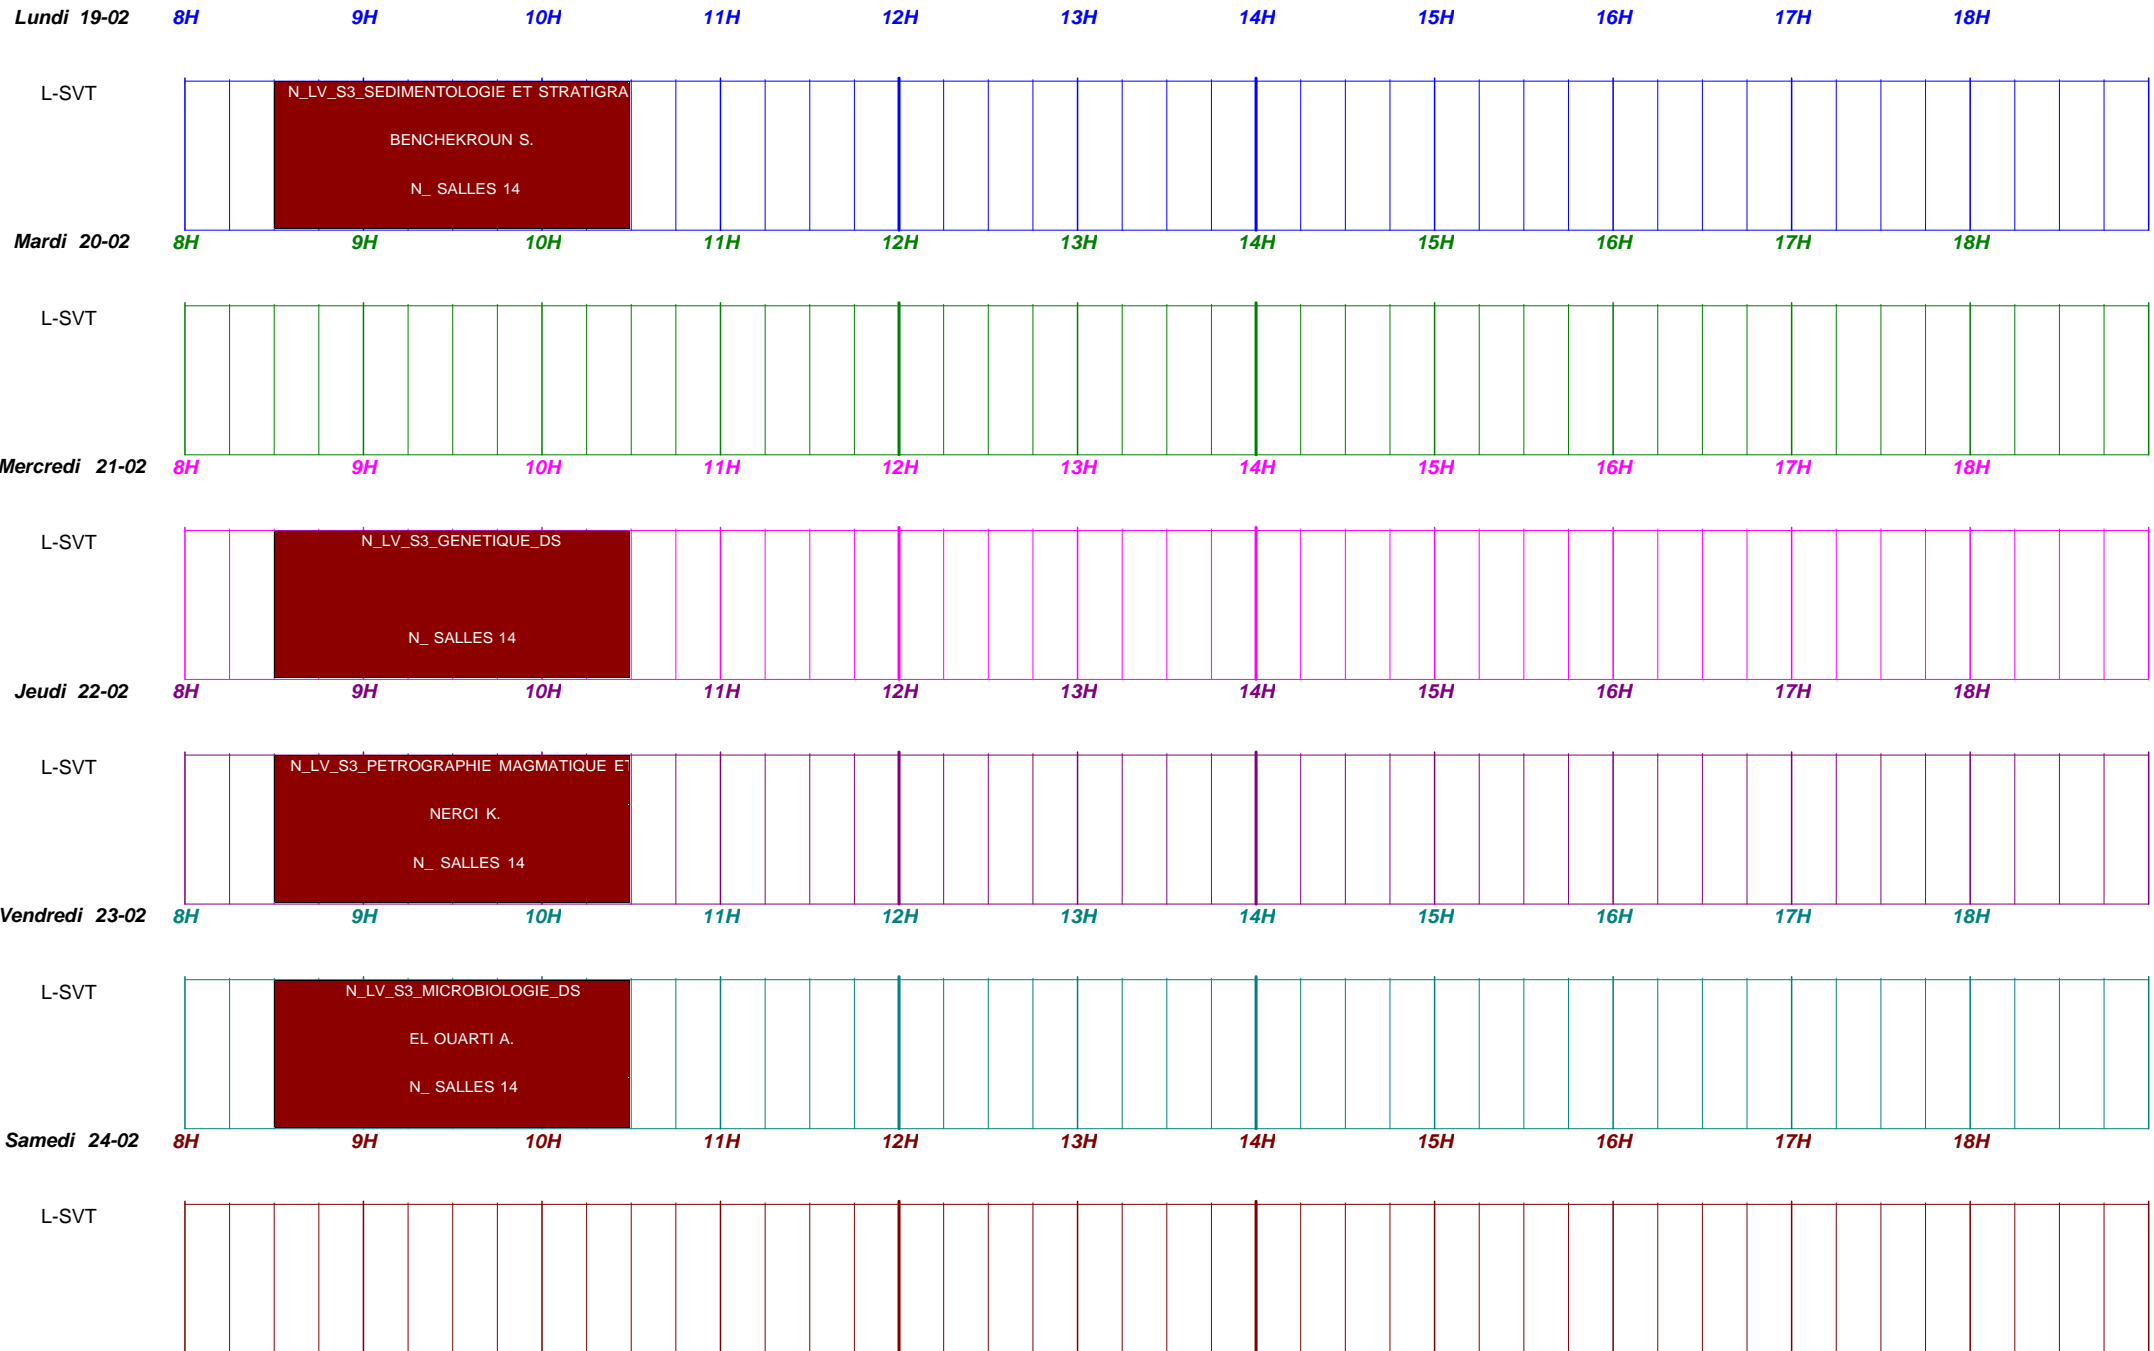 Lundi 19-02 8H 9H 10H 11H 12H 13H 14H 15H 16H 17H 18H
L-SVT
N_LV_S3_SEDIMENTOLOGIE ET STRATIGRA
BENCHEKROUN S.
N_ SALLES 14
Mardi 20-02 8H 9H 10H 11H 12H 13H 14H 15H 16H 17H 18H
L-SVT
Mercredi 21-02 8H 9H 10H 11H 12H 13H 14H 15H 16H 17H 18H
L-SVT
N_LV_S3_GENETIQUE_DS
N_ SALLES 14
Jeudi 22-02 8H 9H 10H 11H 12H 13H 14H 15H 16H 17H 18H
L-SVT
N_LV_S3_PETROGRAPHIE MAGMATIQUE ET
NERCI K.
N_ SALLES 14
Vendredi 23-02 8H 9H 10H 11H 12H 13H 14H 15H 16H 17H 18H
L-SVT
N_LV_S3_MICROBIOLOGIE_DS
EL OUARTI A.
N_ SALLES 14
Samedi 24-02 8H 9H 10H 11H 12H 13H 14H 15H 16H 17H 18H
L-SVT